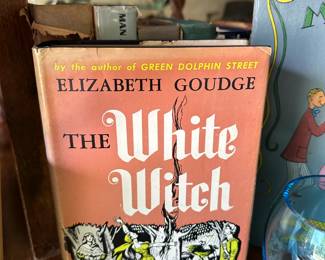 MAN
by the author of GREEN DOLPHIN STREET
ELIZABETH GOUDGE
THE White
Witch